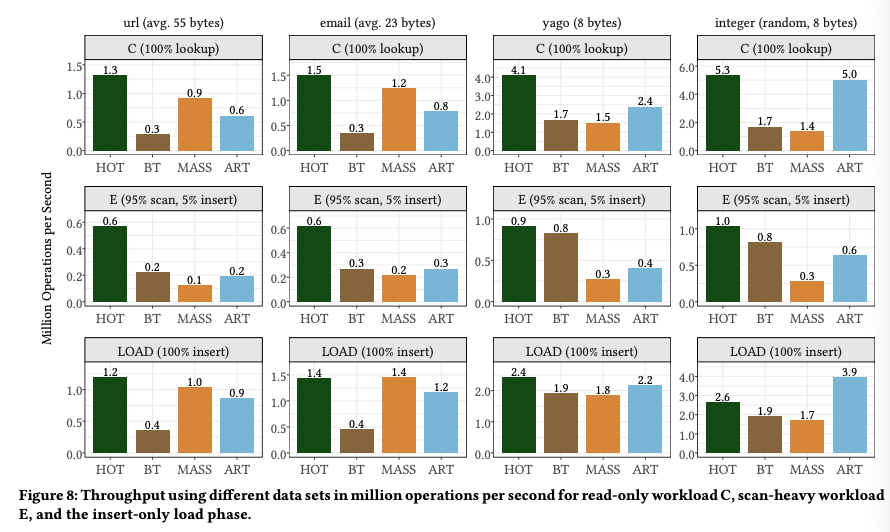 url (avg. 55 bytes) email (avg. 23 bytes) yago (8 bytes) integer (random, 8 bytes)
C (100% lookup) C (100% lookup) C (100% lookup) C (100% lookup)
1.5 1.0 0.5 0.0
1.3 0.3 0.9 0.6
1.5 1.0 0.5 0.0
1.5 0.3 1.2 0.8
4.0 3.0 2.0 1.0 0.0
4.1 1.7 1.5 2.4
6.0 4.0 2.0 0.0
5.3 1.7 1.4 5.0
HOT BT MASS ART HOT BT MASS ART HOT BT MASS ART HOT BT MASS ART
Million Operations per Second
E (95% scan, 5% insert) E (95% scan, 5% insert) E (95% scan, 5% insert) E (95% scan, 5% insert)
0.6 0.4 0.2 0.0
0.6 0.2 0.1 0.2
0.6 0.4 0.2 0.0
0.6 0.3 0.2 0.3
1.0 0.5 0.0
0.9 0.8 0.3 0.4
1.0 0.5 0.0
1.0 0.8 0.3 0.6
HOT BT MASS ART HOT BT MASS ART HOT BT MASS ART HOT BT MASS ART
LOAD (100% insert) LOAD (100% insert) LOAD (100% insert) LOAD (100% insert)
1.0 0.5 0.0
1.2 0.4 1.0 0.9
1.5 1.0 0.5 0.0
1.4 0.4 1.4 1.2
2.0 1.0 0.0
2.4 1.9 1.8 2.2
4.0 3.0 2.0 1.0 0.0
2.6 1.9 1.7 3.9
HOT BT MASS ART HOT BT MASS ART HOT BT MASS ART HOT BT MASS ART
Figure 8: Throughput using different data sets in million operations per second for read-only workload C, scan-heavy workload
E, and the insert-only load phase.